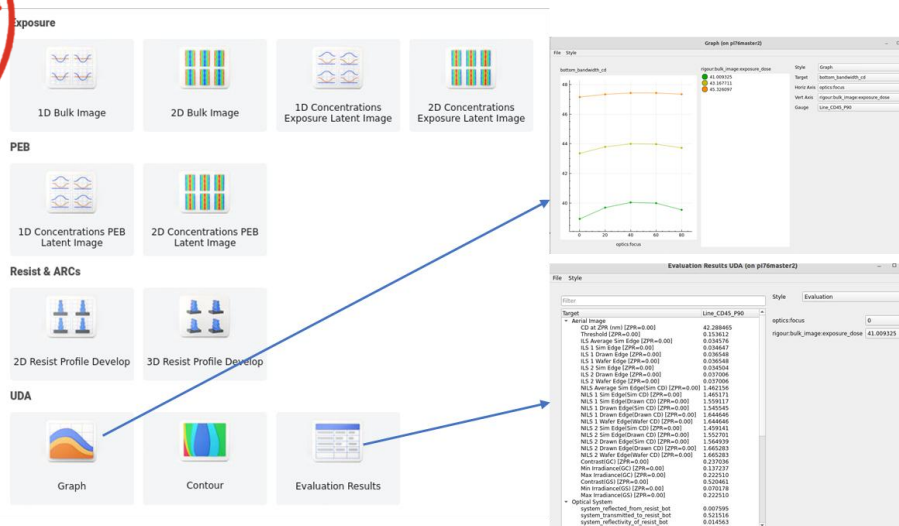 Exposure
1D Bulk Image
2D Bulk Image
1D Concentrations
Exposure Latent Image
2D Concentrations
Exposure Latent Image
PEB
1D Concentrations PEB
Latent Image
2D Concentrations PEB
Latent Image
Resist & ARCs
2D Resist Profile Develop
3D Resist Profile Develop
UDA
Graph
Contour
Evaluation Results
Graph (on pl76master2)
File Style
bottom_bandwidth_cd
48
46
44
42
40
0 20 40 60 80
optics:focus
rigour:bulk_image:exposure_dose
41.009325
43.167711
45.326097
Style Graph
Target bottom_bandwidth_cd
Horid Axis optics:focus
Vert Axis rigour:bulk_image:exposure_dose
Gauge Line_CD45_P90
Evaluation Results UDA (on pl76master2)
File Style
Filter
Target Line_CD45_P90
Aerial Image
CD at ZPR (nm) [ZPR=0.00] 42.288465
Threshold [ZPR=0.00] 0.153612
ILS Average Sim Edge [ZPR=0.00] 0.034576
ILS 1 Sim Edge [ZPR=0.00] 0.034647
ILS 1 Drawn Edge [ZPR=0.00] 0.036548
ILS 1 Wafer Edge [ZPR=0.00] 0.036548
ILS 2 Sim Edge [ZPR=0.00] 0.034504
ILS 2 Drawn Edge [ZPR=0.00] 0.037006
ILS 2 Wafer Edge [ZPR=0.00] 0.037006
NILS Average Sim Edge(Sim CD) [ZPR=0.00] 1.462156
NILS 1 Sim Edge(Sim CD) [ZPR=0.00] 1.465171
NILS 1 Sim Edge(Drawn CD) [ZPR=0.00] 1.559117
NILS 1 Drawn Edge(Sim CD) [ZPR=0.00] 1.545545
NILS 1 Drawn Edge(Drawn CD) [ZPR=0.00] 1.644646
NILS 1 Wafer Edge(Wafer CD) [ZPR=0.00] 1.644646
NILS 2 Sim Edge(Sim CD) [ZPR=0.00] 1.459141
NILS 2 Sim Edge(Drawn CD) [ZPR=0.00] 1.552701
NILS 2 Drawn Edge(Sim CD) [ZPR=0.00] 1.564939
NILS 2 Drawn Edge(Drawn CD) [ZPR=0.00] 1.665283
NILS 2 Wafer Edge(Wafer CD) [ZPR=0.00] 1.665283
Contrast(GC) [ZPR=0.00] 0.237036
Min Irradiance(GC) [ZPR=0.00] 0.137237
Max Irradiance(GC) [ZPR=0.00] 0.222510
Contrast(GS) [ZPR=0.00] 0.520461
Min Irradiance(GS) [ZPR=0.00] 0.070178
Max Irradiance(GS) [ZPR=0.00] 0.222510
Optical System
system_reflected_from_resist_bot 0.007595
system_transmitted_to_resist_bot 0.521516
system_reflectivity_of_resist_bot 0.014563
Style Evaluation
optics:focus 0
rigour:bulk_image:exposure_dose 41.009325